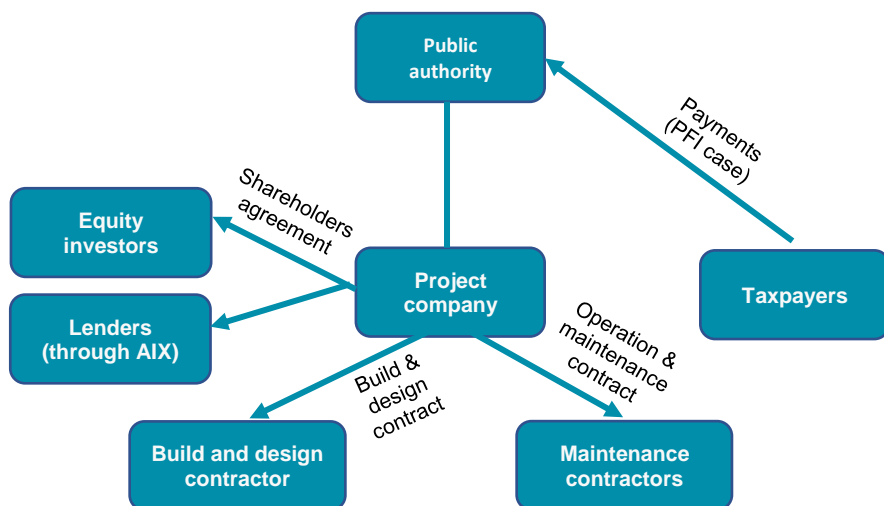 Public
authority
Payments
(PFI case)
Shareholders
agreement
Equity
investors
Project
company
Taxpayers
Lenders
(through AIX)
Operation &
maintenance
contract
Build &
design
contract
Build and design
contractor
Maintenance
contractors